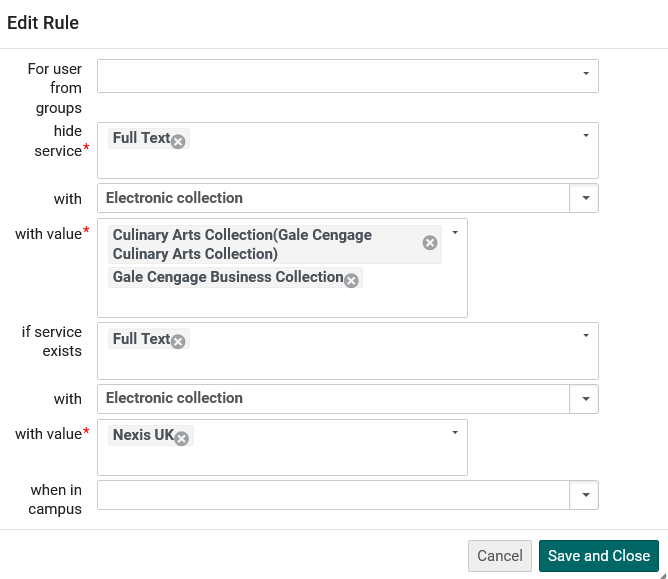 Edit Rule
For user
from
groups
hide
service*
Full Text
with
Electronic collection
with value*
Culinary Arts Collection(Gale Cengage
Culinary Arts Collection)
Gale Cengage Business Collection
if service
exists
Full Text
with
Electronic collection
with value*
Nexis UK
when in
campus
Cancel
Save and Close